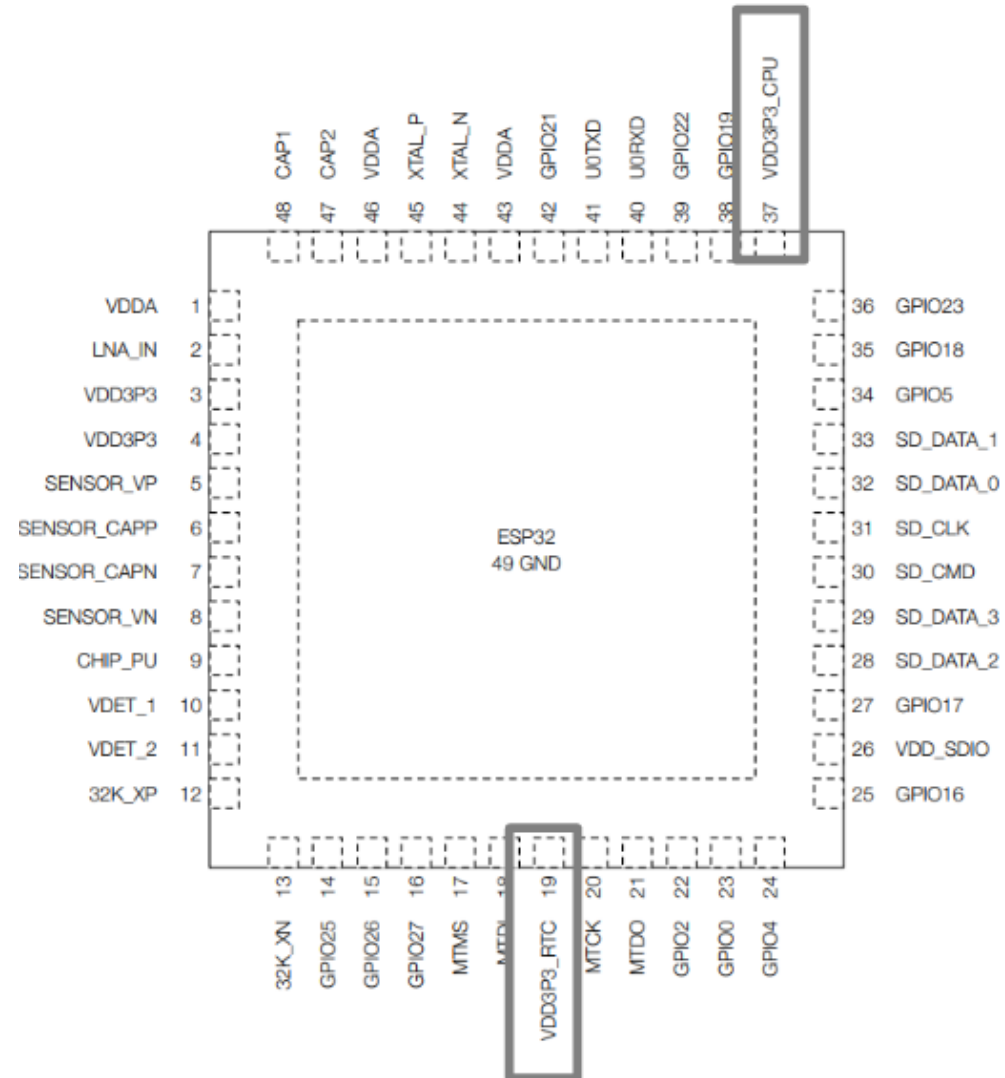 CAP1
CAP2
VDDA
XTAL_P
XTAL_N
VDDA
GPIO21
U0TXD
U0RXD
GPIO22
GPIO19
VDD3P3_CPU
48
47
46
45
44
43
42
41
40
39
38
37
VDDA 1
LNA_IN 2
VDD3P3 3
VDD3P3 4
SENSOR_VP 5
SENSOR_CAPP 6
SENSOR_CAPN 7
SENSOR_VN 8
CHIP_PU 9
VDET_1 10
VDET_2 11
32K_XP 12
ESP32
49 GND
36 GPIO23
35 GPIO18
34 GPIO5
33 SD_DATA_1
32 SD_DATA_0
31 SD_CLK
30 SD_CMD
29 SD_DATA_3
28 SD_DATA_2
27 GPIO17
26 VDD_SDIO
25 GPIO16
13
14
15
16
17
18
19
20
21
22
23
24
32K_XN
GPIO25
GPIO26
GPIO27
MTMS
MTDI
VDD3P3_RTC
MTCK
MTDO
GPIO2
GPIO0
GPIO4